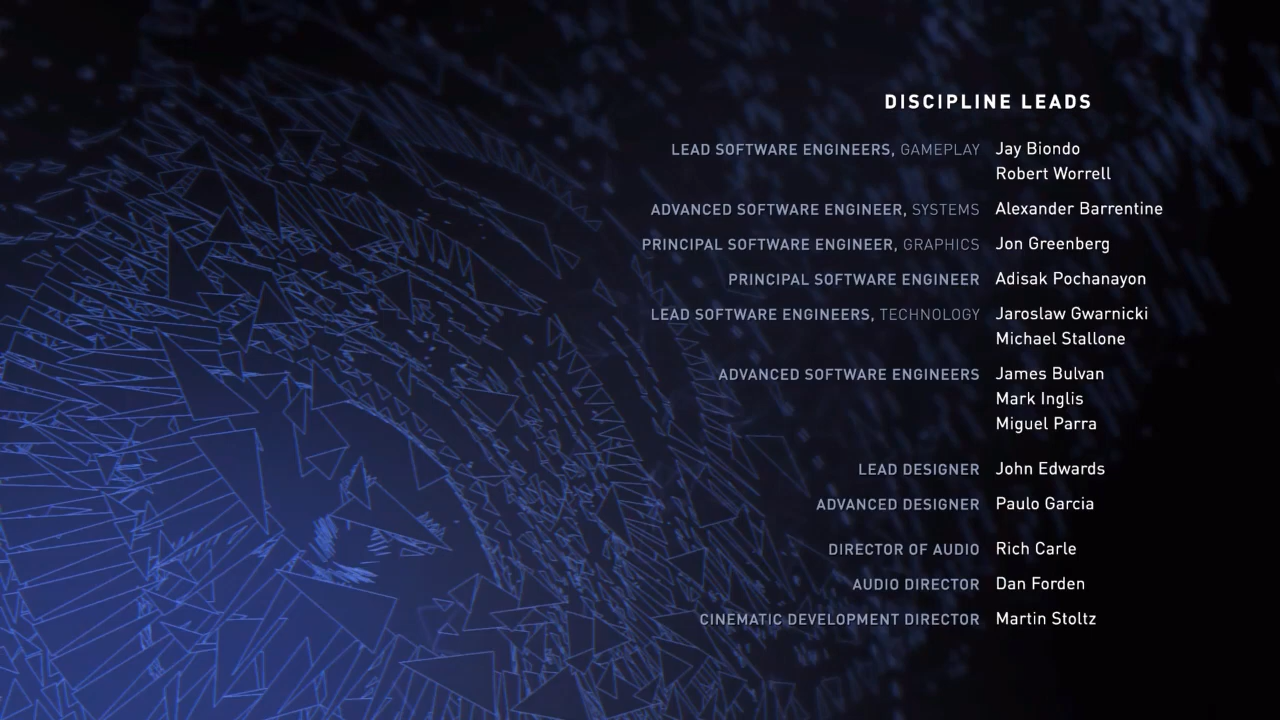 DISCIPLINE LEADS
LEAD SOFTWARE ENGINEERS, GAMEPLAY Jay Biondo
Robert Worrell
ADVANCED SOFTWARE ENGINEER, SYSTEMS Alexander Barrentine
PRINCIPAL SOFTWARE ENGINEER, GRAPHICS Jon Greenberg
PRINCIPAL SOFTWARE ENGINEER Adisak Pochanayon
LEAD SOFTWARE ENGINEERS, TECHNOLOGY Jaroslaw Gwarnicki
Michael Stallone
ADVANCED SOFTWARE ENGINEERS James Bulvan
Mark Inglis
Miguel Parra
LEAD DESIGNER John Edwards
ADVANCED DESIGNER Paulo Garcia
DIRECTOR OF AUDIO Rich Carle
AUDIO DIRECTOR Dan Forden
CINEMATIC DEVELOPMENT DIRECTOR Martin Stoltz